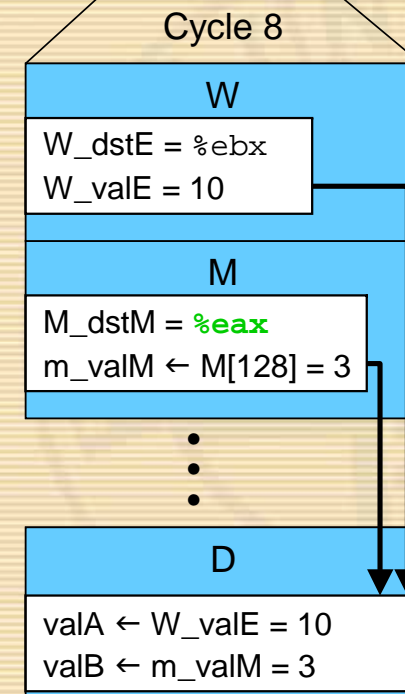 Cycle 8
W
W_dstE = %ebx
W_valE = 10
M
M_dstM = %eax
m_valM ← M[128] = 3
D
valA ← W_valE = 10
valB ← m_valM = 3